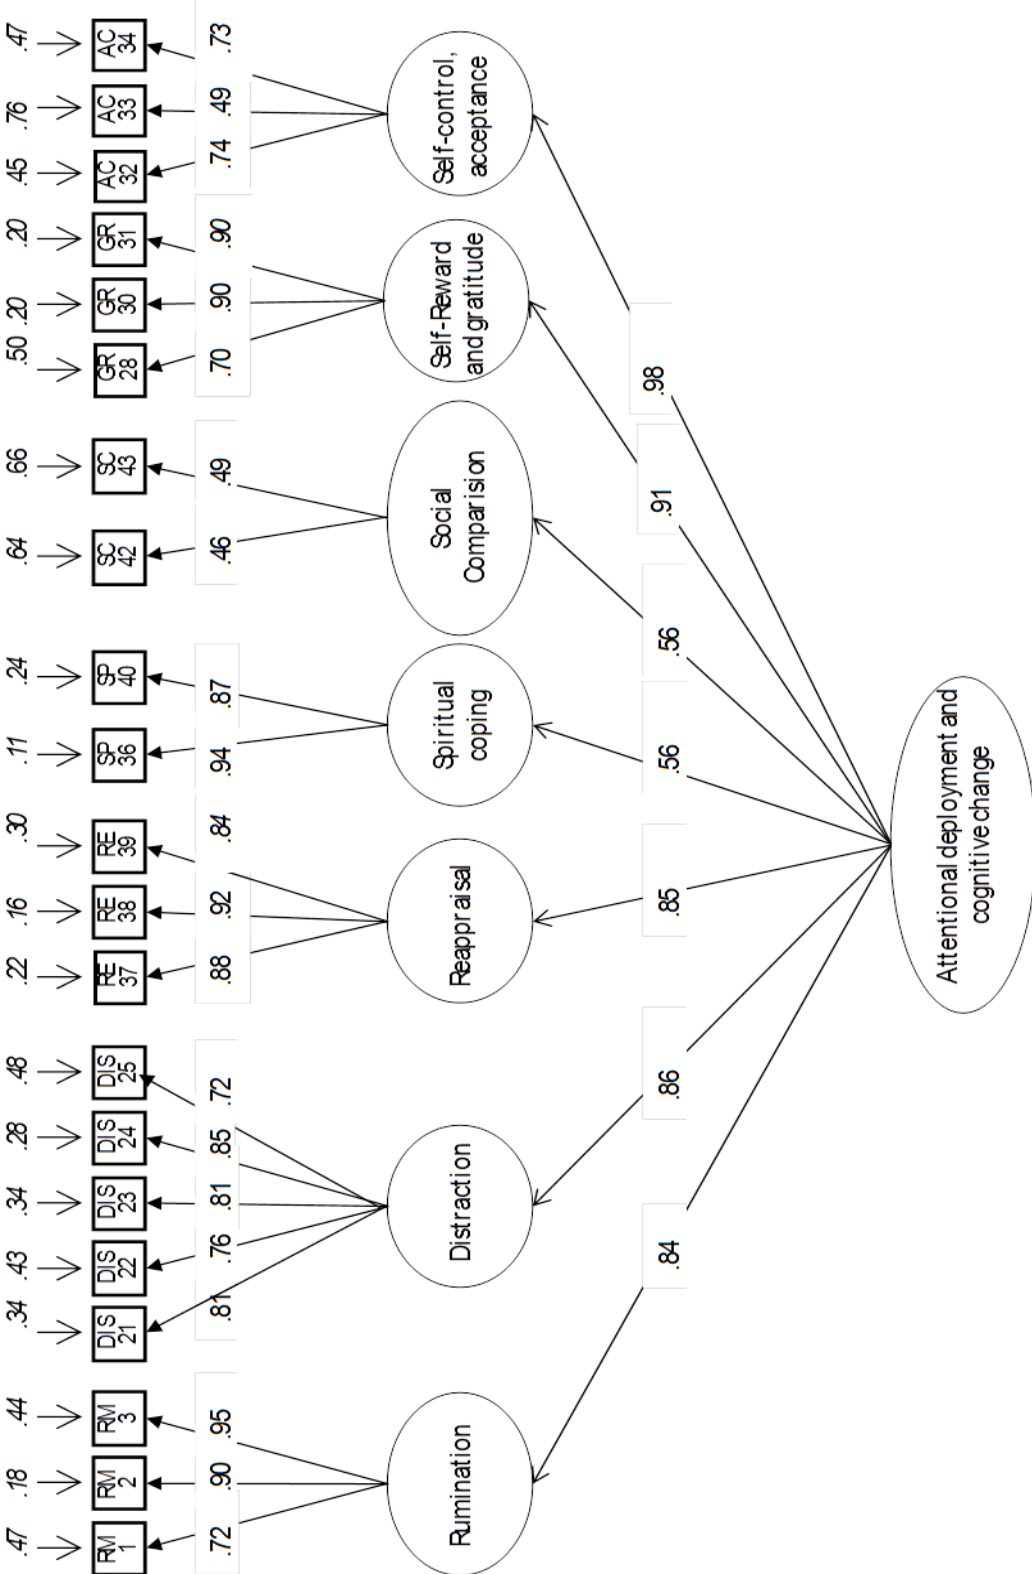 .47 .18 .44 .34 .43 .34 .28 .48 .22 .16 .30 .11 .24 .64 .66 .50 .20 .20 .45 .76 .47
RM RM RM DIS DIS DIS DIS DIS RE RE RE SP SP SC SC GR GR GR AC AC AC
1 2 3 21 22 23 24 25 37 38 39 36 40 42 43 28 30 31 32 33 34
.72 .90 .95 .81 .76 .81 .85 .72 .88 .92 .84 .94 .87 .46 .49 .70 .90 .90 .74 .49 .73
Rumination
Distraction
Reappraisal
Spiritual
coping
Social
Comparision
Self-Reward
and gratitude
Self-control,
acceptance
.84 .86 .85 .56 .56 .91 .98
Attentional deployment and
cognitive change